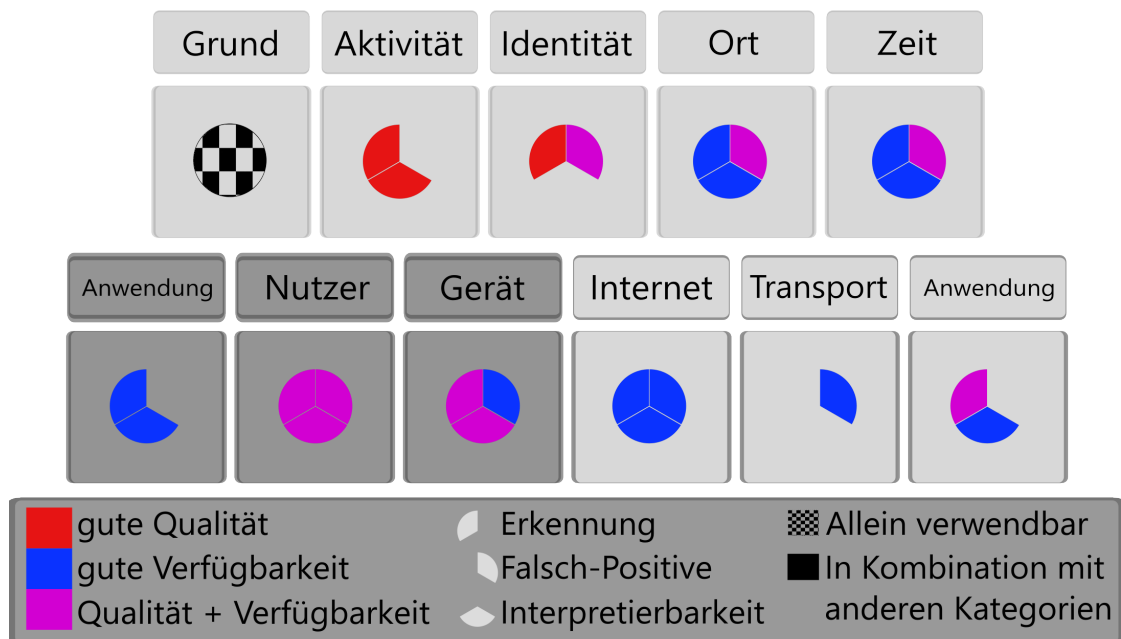 Grund Aktivität Identität Ort Zeit
Anwendung Nutzer Gerät Internet Transport Anwendung
gute Qualität
gute Verfügbarkeit
Qualität + Verfügbarkeit
Erkennung
Falsch-Positive
Interpretierbarkeit
Allein verwendbar
In Kombination mit
anderen Kategorien